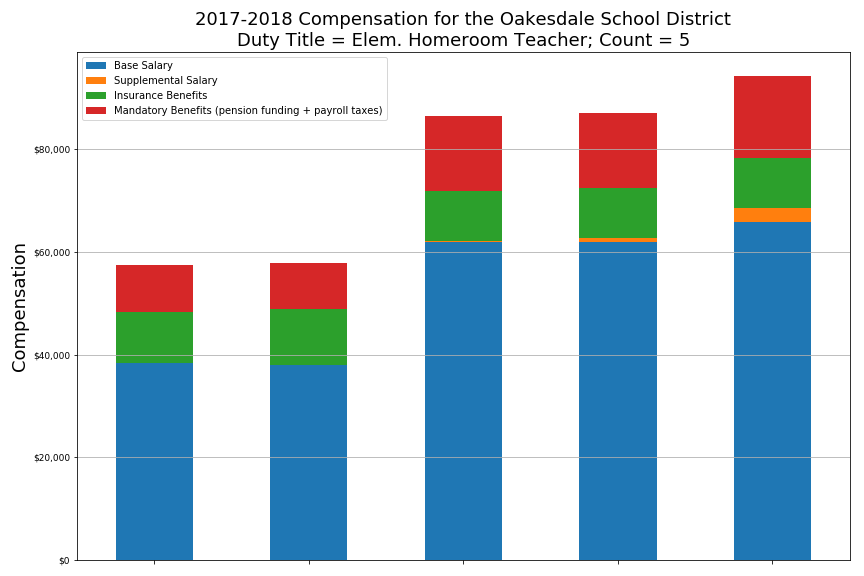 2017-2018 Compensation for the Oakesdale School District
Duty Title = Elem. Homeroom Teacher; Count = 5
Base Salary
Supplemental Salary
Insurance Benefits
Mandatory Benefits (pension funding + payroll taxes)
$80,000
$60,000
$40,000
$20,000
$0
Compensation